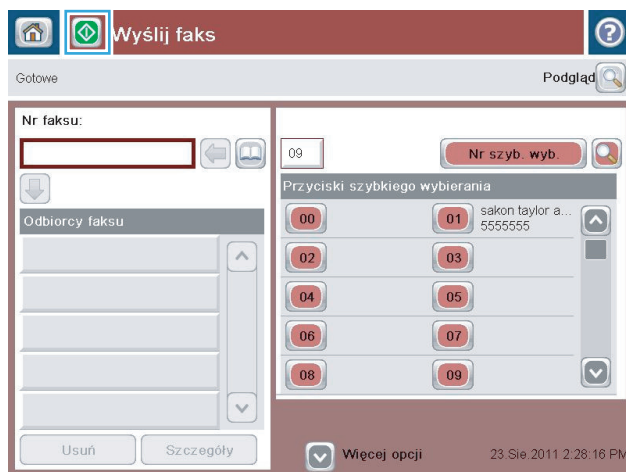 Wyślij faks
Gotowe
Podgląd
Nr faksu:
09
Nr szyb. wyb.
Przyciski szybkiego wybierania
Odbiorcy faksu
00
01
sakon taylor a...
5555555
02
03
04
05
06
07
08
09
Usuń
Szczegóły
Więcej opcji
23.Sie.2011 2:28:16 PM